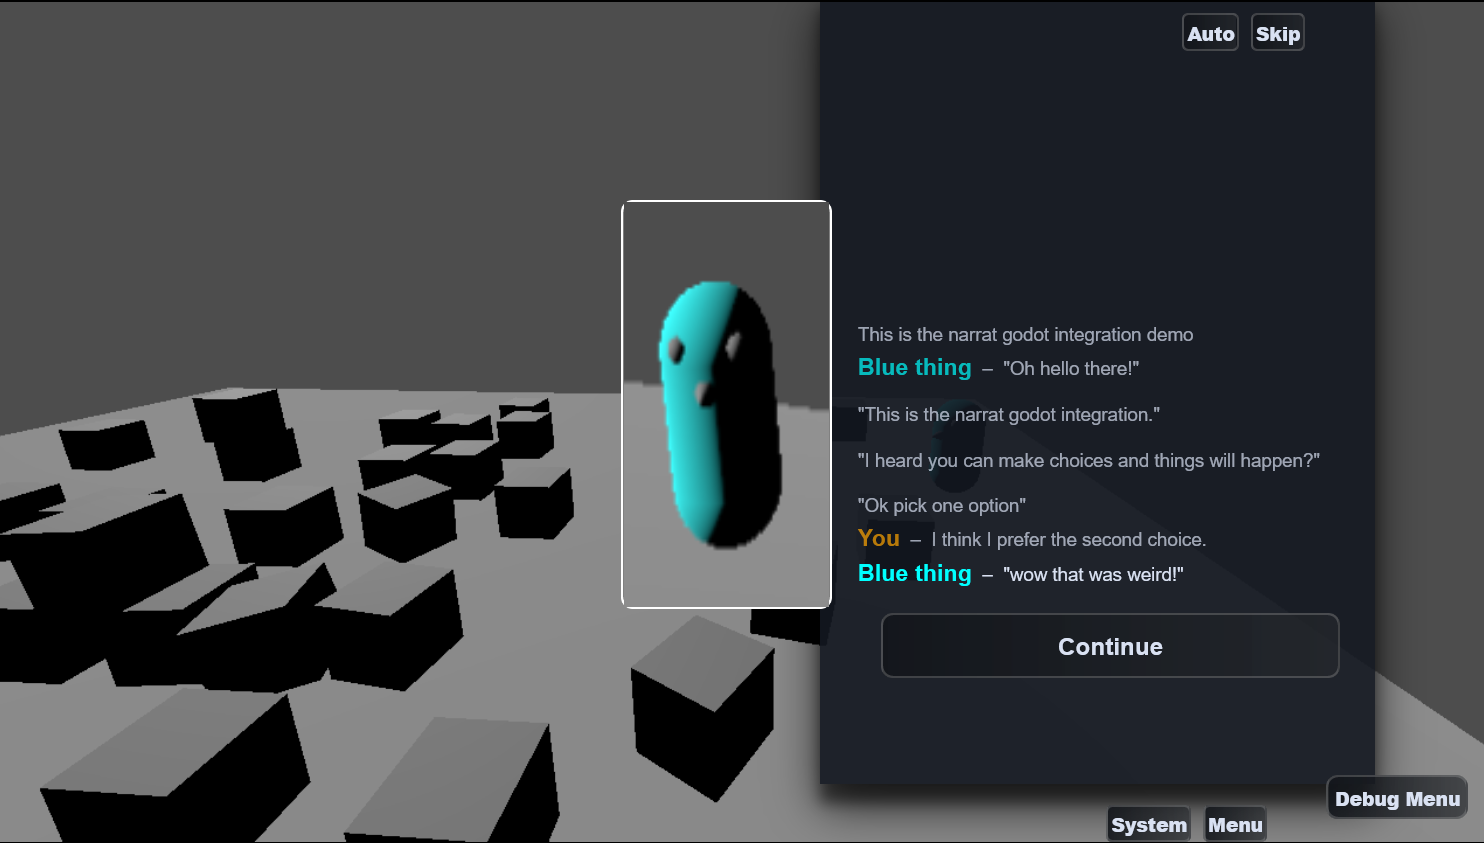 Auto Skip
This is the narrat godot integration demo
Blue thing – "Oh hello there!"
"This is the narrat godot integration."
"I heard you can make choices and things will happen?"
"Ok pick one option"
You – I think I prefer the second choice.
Blue thing – "wow that was weird!"
Continue
Debug Menu
System Menu